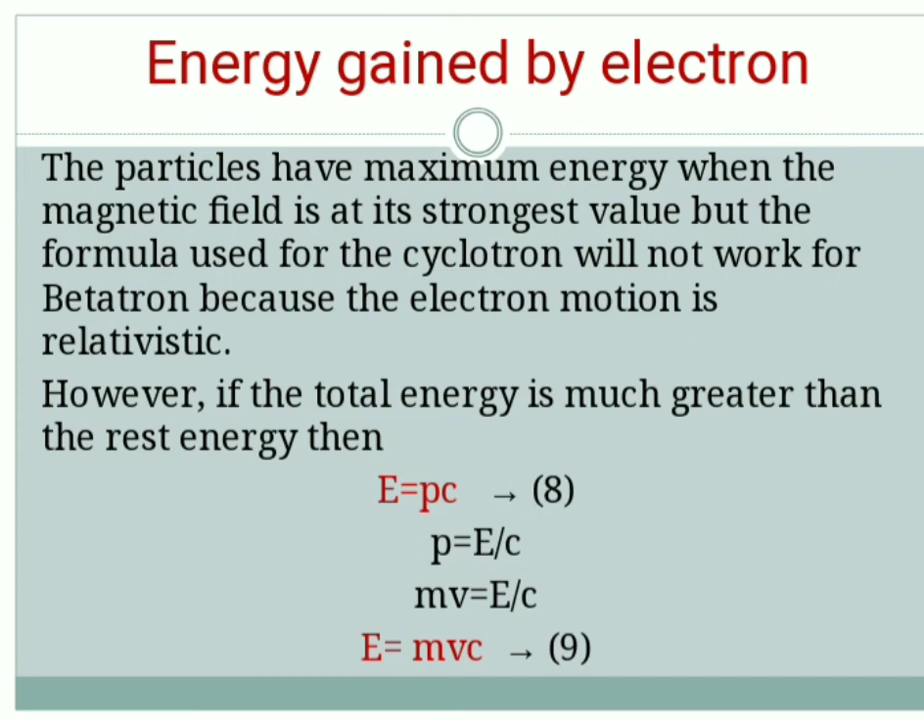 Energy gained by electron
The particles have maximum energy when the
magnetic field is at its strongest value but the
formula used for the cyclotron will not work for
Betatron because the electron motion is
relativistic.
However, if the total energy is much greater than
the rest energy then
E=pc → (8)
p=E/c
mv=E/c
E= mvc → (9)